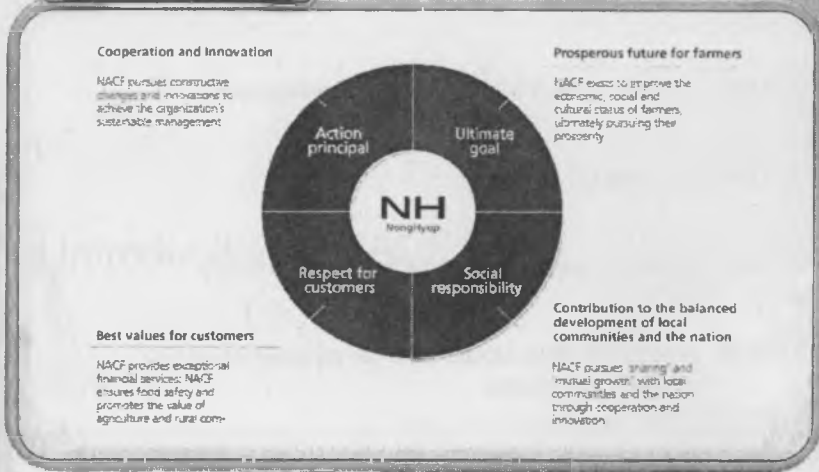 Cooperation and Innovation
NACF pursues constructive
changes and innovations to
achieve the organization's
sustainable management
Prosperous future for farmers
NACF exists to improve the
economic, social and
cultural status of farmers,
ultimately pursuing their
prosperity
Action
principal
Ultimate
goal
NH
NongHyup
Respect for
customers
Social
responsibility
Best values for customers
NACF provides exceptional
financial services: NACF
ensures food safety and
promotes the value of
agriculture and rural com-
Contribution to the balanced
development of local
communities and the nation
NACF pursues 'sharing' and
'mutual growth' with local
communities and the nation
through cooperation and
innovation